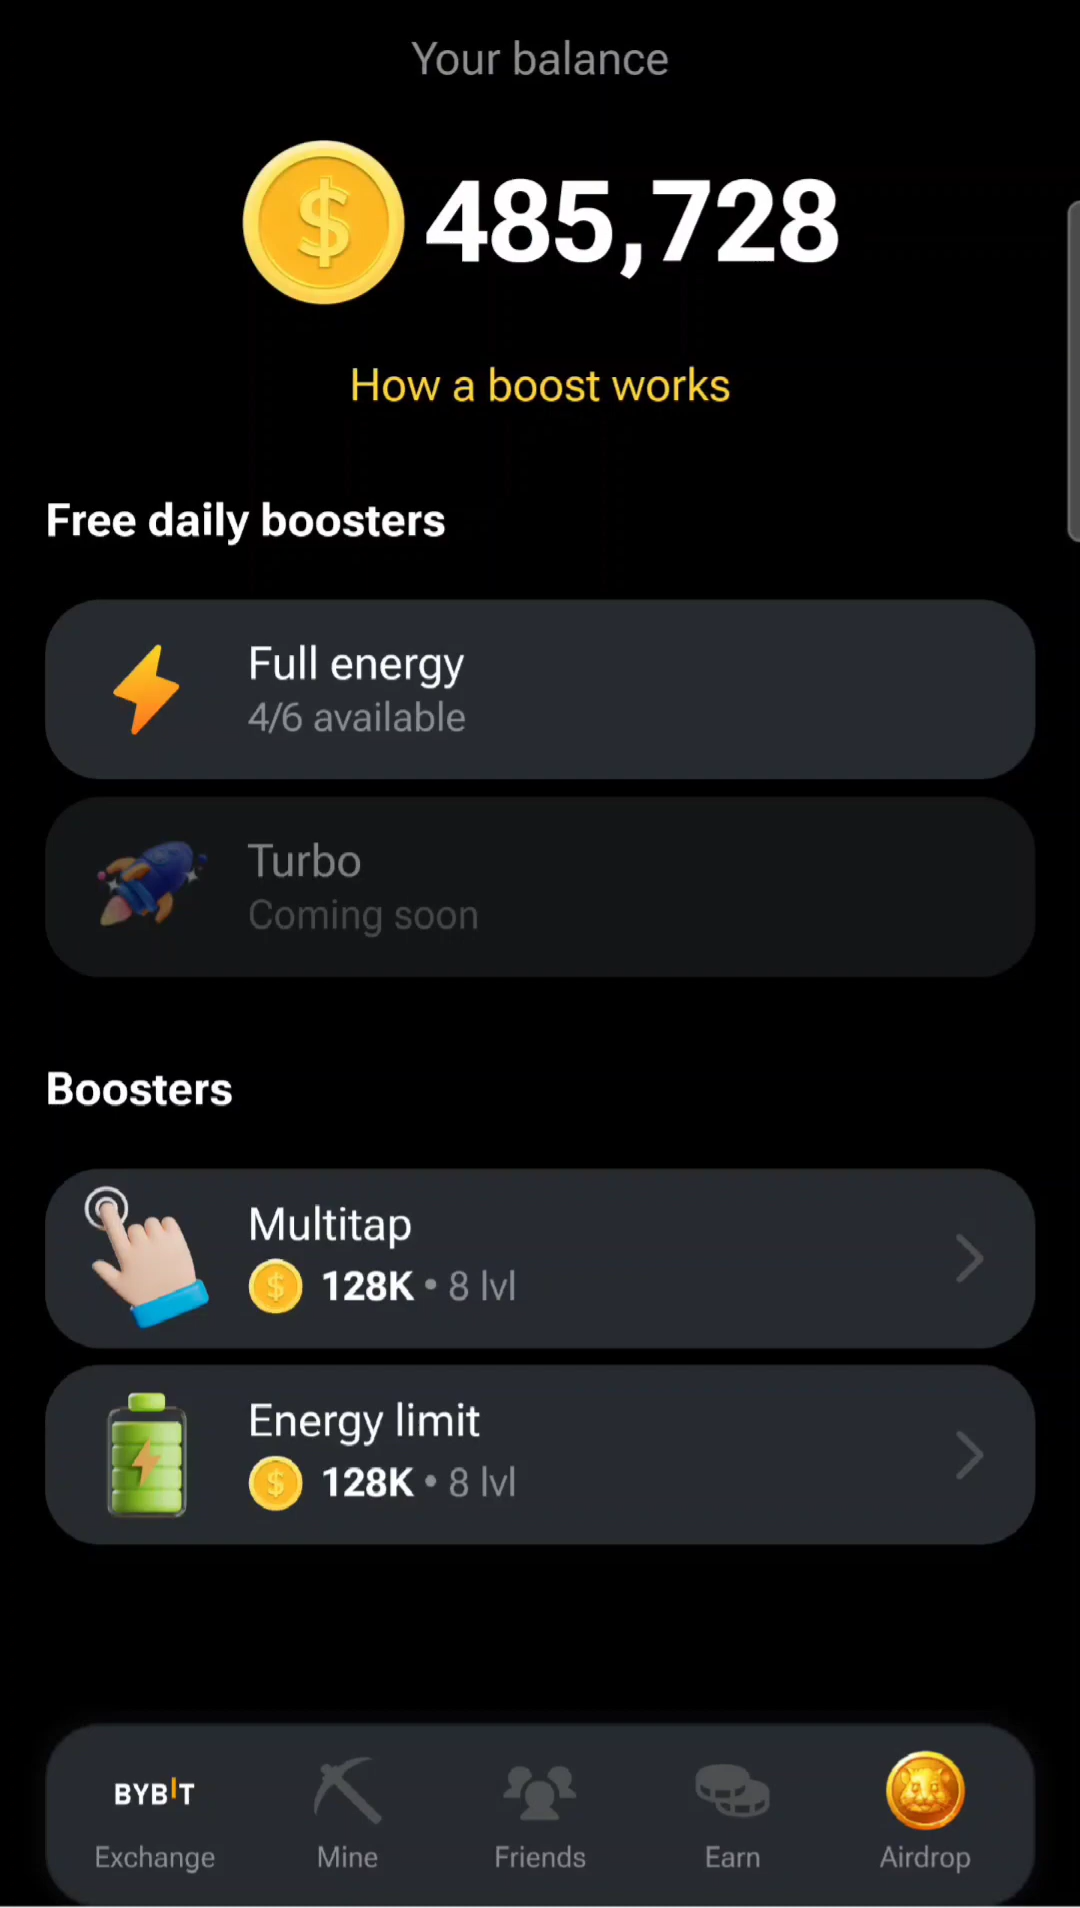 Your balance
485,728
How a boost works
Free daily boosters
Full energy
4/6 available
Turbo
Coming soon
Boosters
Multitap
128K • 8 lvl
Energy limit
128K • 8 lvl
BYBIT
Exchange
Mine
Friends
Earn
Airdrop